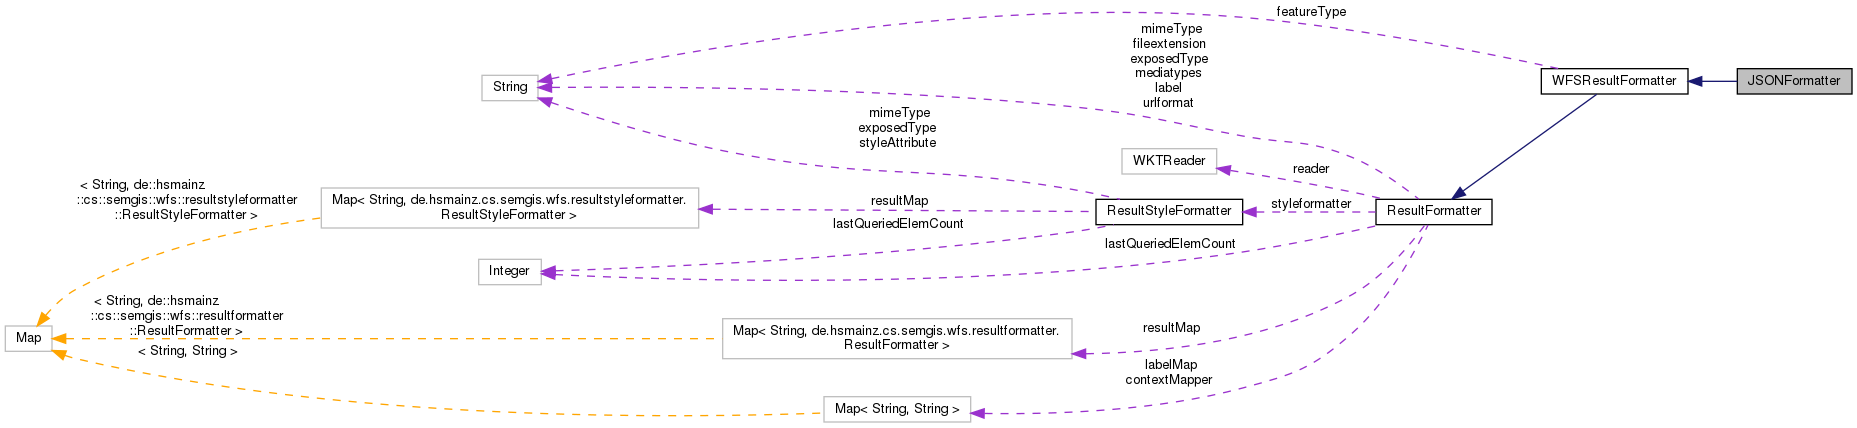 featureType
mimeType
fileextension
exposedType
mediatypes
label
urlformat
WFSResultFormatter
JSONFormatter
String
mimeType
exposedType
styleAttribute
WKTReader
reader
< String, de::hsmainz
::cs::semgis::wfs::resultstyleformatter
::ResultStyleFormatter >
Map< String, de.hsmainz.cs.semgis.wfs.resultstyleformatter.
ResultStyleFormatter >
resultMap
ResultStyleFormatter
styleformatter
ResultFormatter
lastQueriedElemCount
lastQueriedElemCount
Integer
< String, de::hsmainz
::cs::semgis::wfs::resultformatter
::ResultFormatter >
Map
Map< String, de.hsmainz.cs.semgis.wfs.resultformatter.
ResultFormatter >
resultMap
< String, String >
labelMap
contextMapper
Map< String, String >